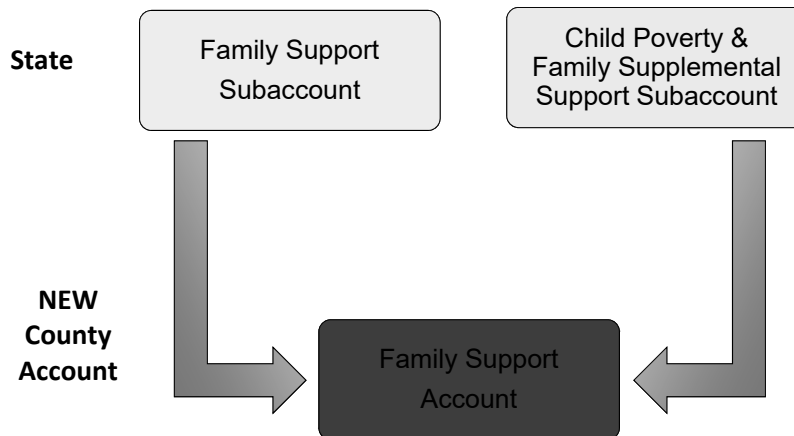 State
Family Support
Subaccount
Child Poverty &
Family Supplemental
Support Subaccount
NEW
County
Account
Family Support
Account